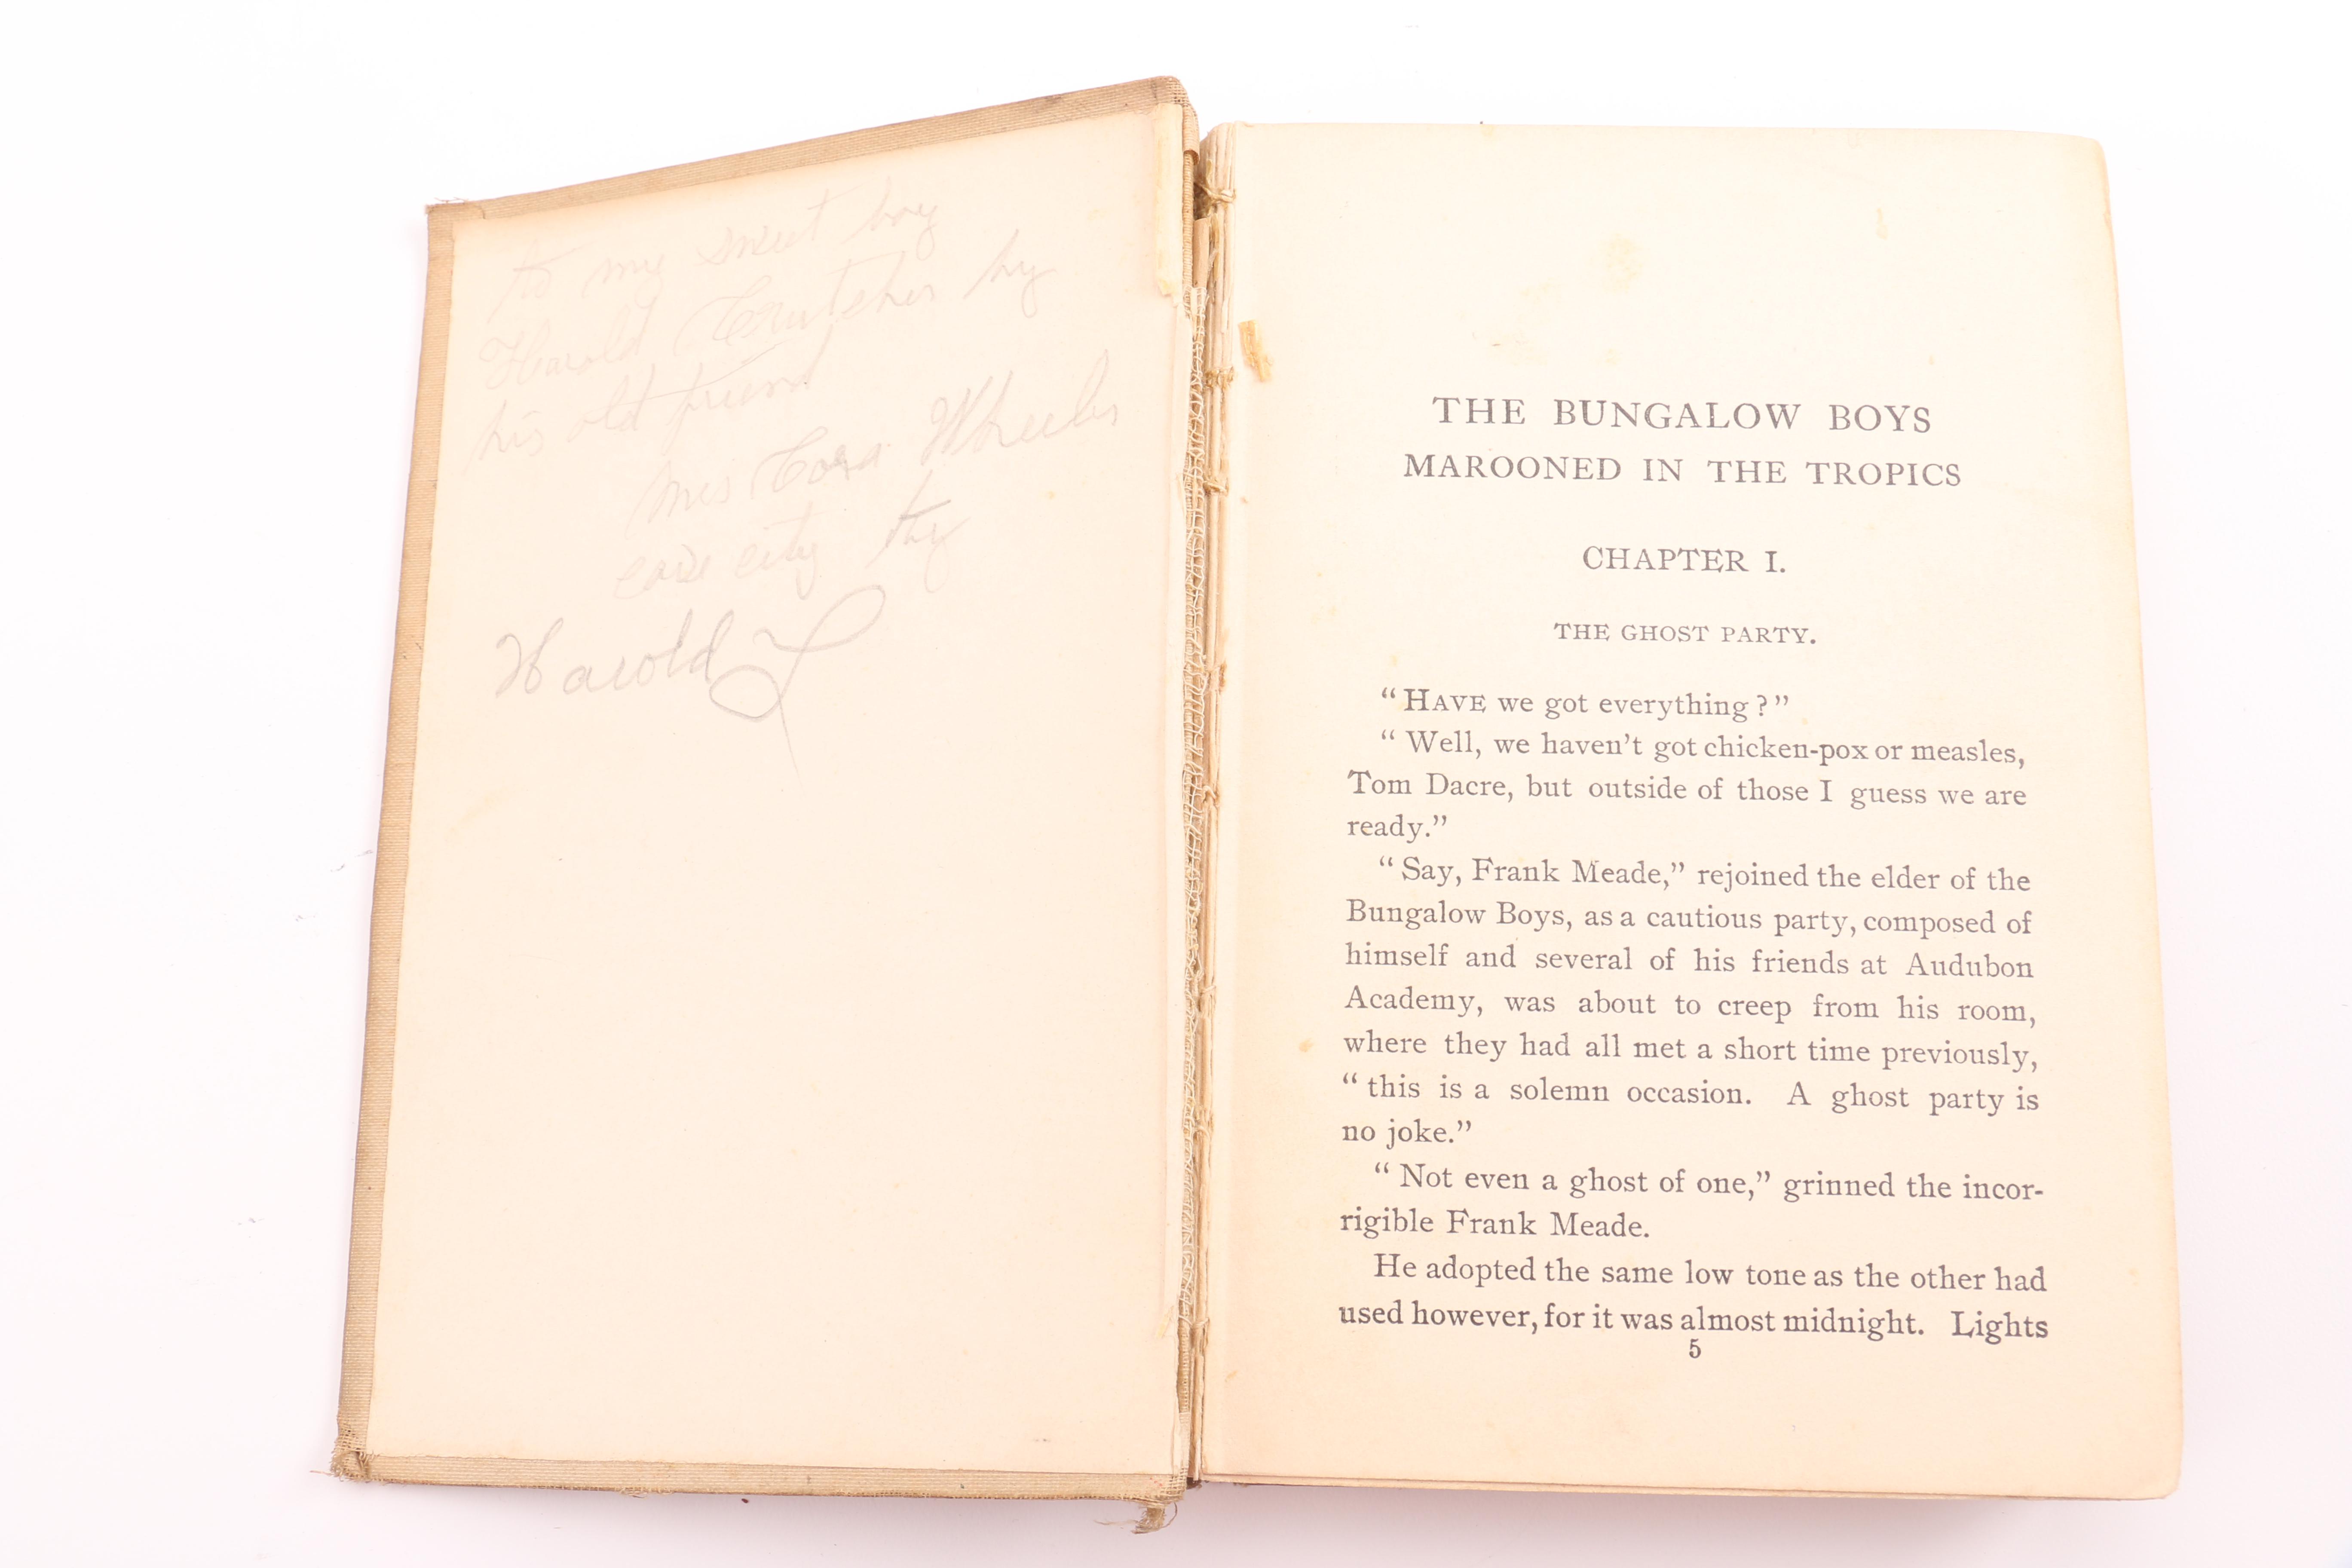 to my sweet boy
Harold Crutcher by
his old friend
Mrs Cora Wheeler
cave city Ky
Harold
THE BUNGALOW BOYS
MAROONED IN THE TROPICS
CHAPTER I.
THE GHOST PARTY.
“HAVE we got everything?”
“Well, we haven’t got chicken-pox or measles,
Tom Dacre, but outside of those I guess we are
ready.”
“Say, Frank Meade,” rejoined the elder of the
Bungalow Boys, as a cautious party, composed of
himself and several of his friends at Audubon
Academy, was about to creep from his room,
where they had all met a short time previously,
“this is a solemn occasion. A ghost party is
no joke.”
“Not even a ghost of one,” grinned the incor-
rigible Frank Meade.
He adopted the same low tone as the other had
used however, for it was almost midnight. Lights
5